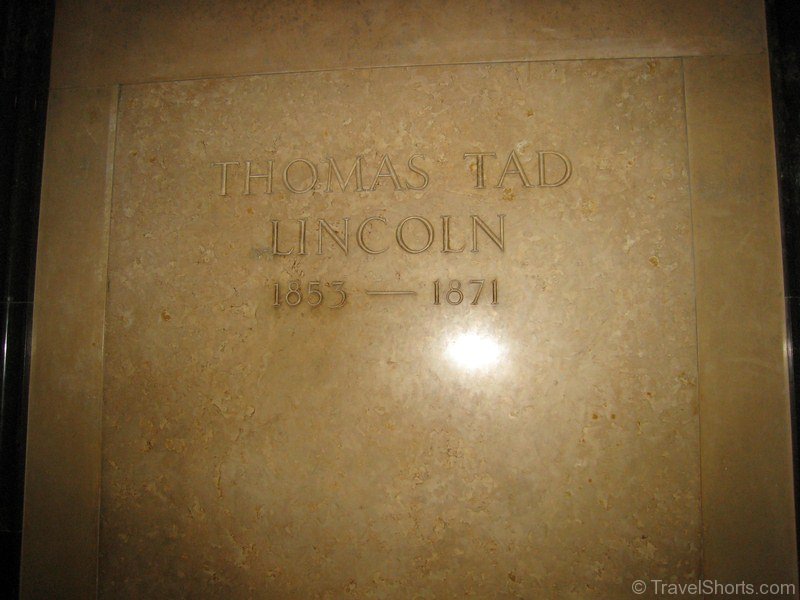 THOMAS TAD
LINCOLN
1853 — 1871
© TravelShorts.com